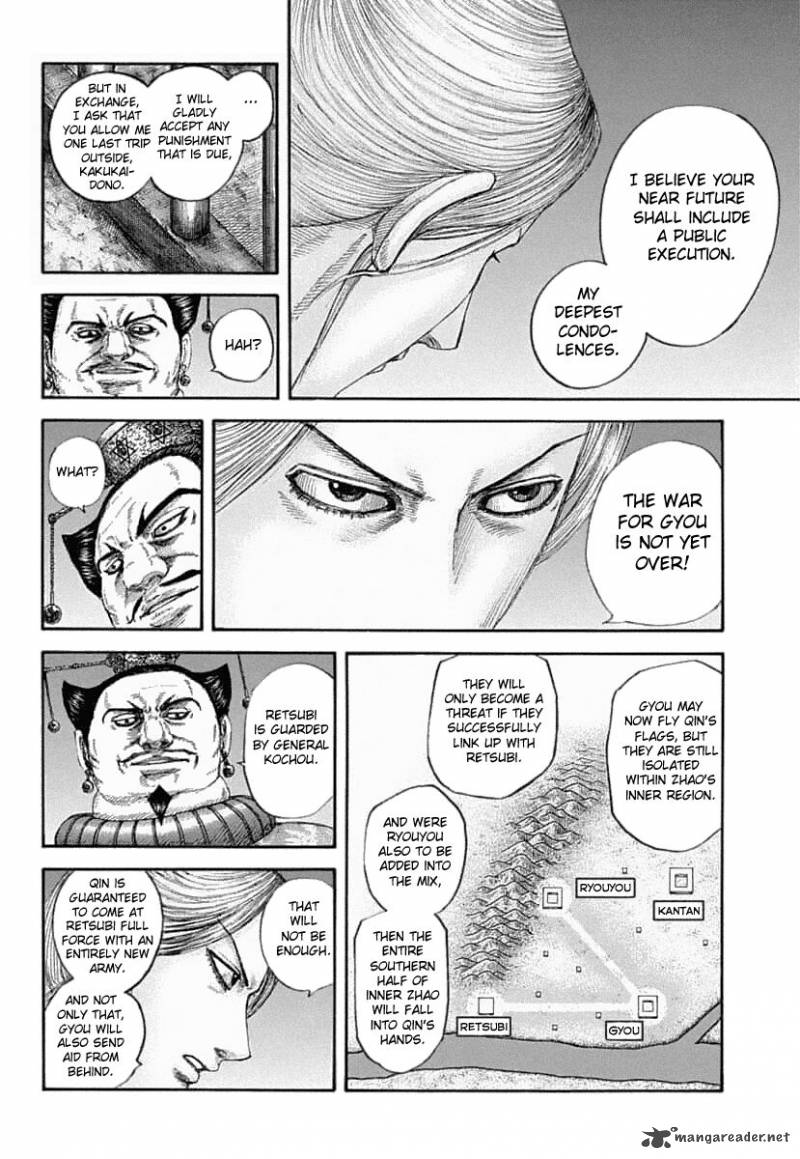 I BELIEVE YOUR
NEAR FUTURE
SHALL INCLUDE
A PUBLIC
EXECUTION.
MY
DEEPEST
CONDO-
LENCES.
...
I WILL
GLADLY
ACCEPT ANY
PUNISHMENT
THAT IS DUE,
BUT IN
EXCHANGE,
I ASK THAT
YOU ALLOW ME
ONE LAST TRIP
OUTSIDE,
KAKUKAI-
DONO.
HAH?
THE WAR
FOR GYOU
IS NOT YET
OVER!
WHAT?
GYOU MAY
NOW FLY QIN'S
FLAGS, BUT
THEY ARE STILL
ISOLATED
WITHIN ZHAO'S
INNER REGION.
THEY WILL
ONLY BECOME A
THREAT IF THEY
SUCCESSFULLY
LINK UP WITH
RETSUBI.
AND WERE
RYOUYOU
ALSO TO
BE ADDED INTO
THE MIX,
THEN THE
ENTIRE
SOUTHERN
HALF OF
INNER ZHAO
WILL FALL
INTO QIN'S
HANDS.
RYOUYOU
KANTAN
RETSUBI
GYOU
RETSUBI
IS GUARDED
BY GENERAL
KOCHOU.
THAT
WILL
NOT BE
ENOUGH.
QIN IS
GUARANTEED
TO COME AT
RETSUBI FULL
FORCE WITH AN
ENTIRELY NEW
ARMY.
AND NOT
ONLY THAT,
GYOU WILL
ALSO SEND
AID FROM
BEHIND.
mangareader.net